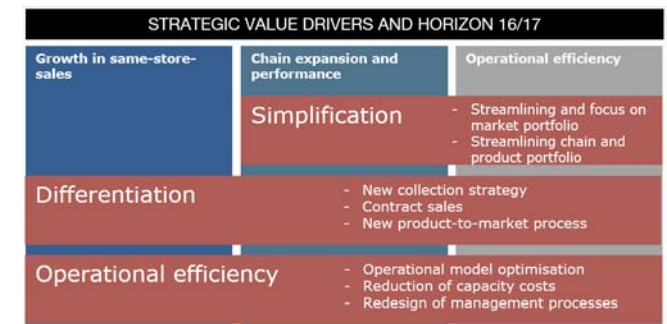 STRATEGIC VALUE DRIVERS AND HORIZON 16/17
Growth in same-store-
sales
Chain expansion and
performance
Operational efficiency
Simplification
- Streamlining and focus on
market portfolio
- Streamlining chain and
product portfolio
Differentiation
- New collection strategy
- Contract sales
- New product-to-market process
Operational efficiency
- Operational model optimisation
- Reduction of capacity costs
- Redesign of management processes